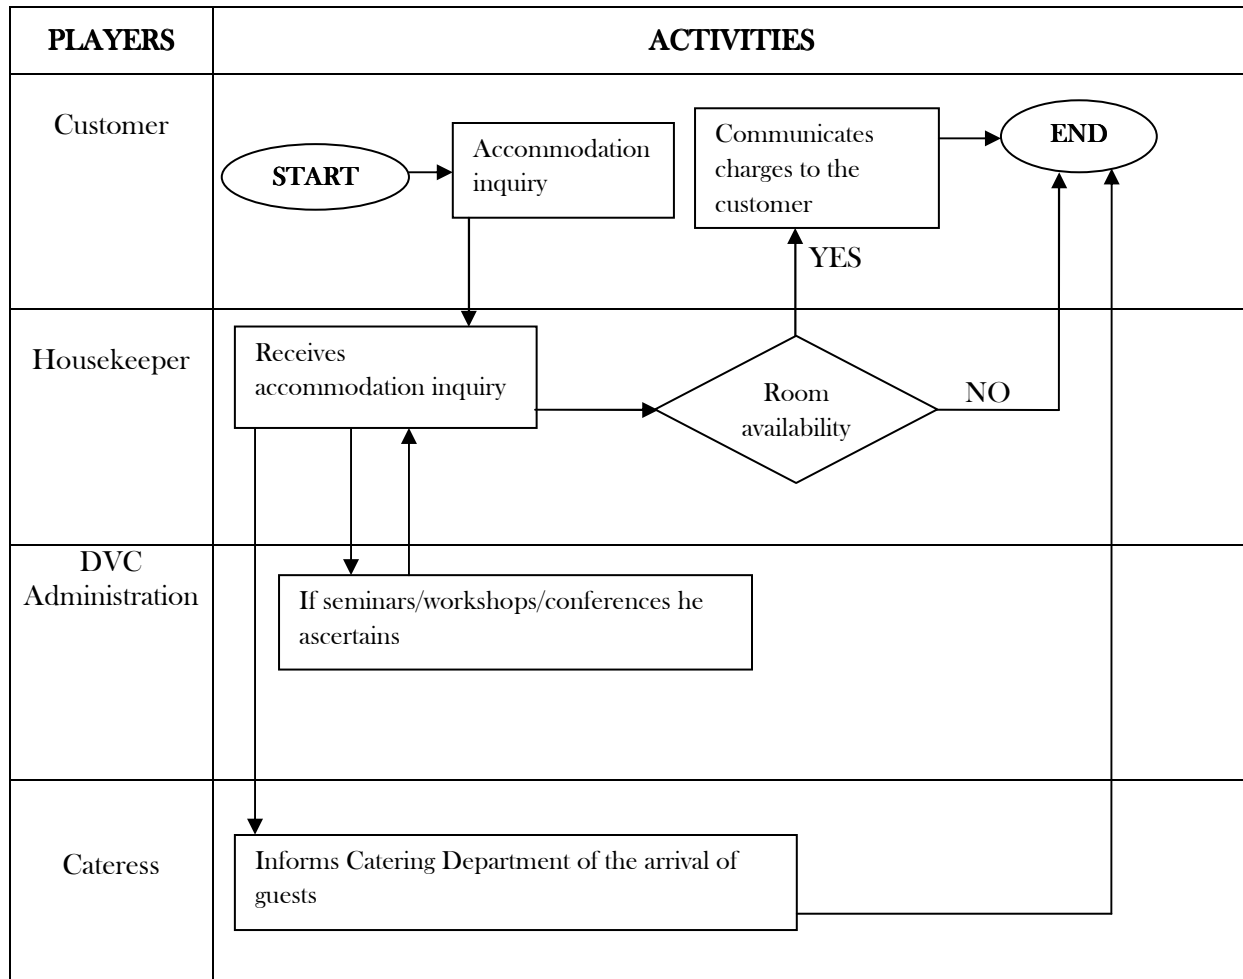 PLAYERS
ACTIVITIES
Customer
START
Accommodation
inquiry
Communicates
charges to the
customer
END
YES
Housekeeper
Receives
accommodation inquiry
Room
availability
NO
DVC
Administration
If seminars/workshops/conferences he
ascertains
Cateress
Informs Catering Department of the arrival of
guests